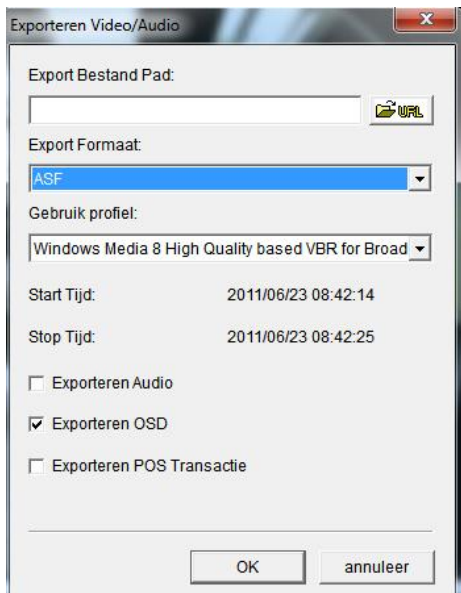 Exporteren Video/Audio
x
Export Bestand Pad:
URL
Export Formaat:
ASF
Gebruik profiel:
Windows Media 8 High Quality based VBR for Broad
Start Tijd: 2011/06/23 08:42:14
Stop Tijd: 2011/06/23 08:42:25
Exporteren Audio
Exporteren OSD
Exporteren POS Transactie
OK annuleer